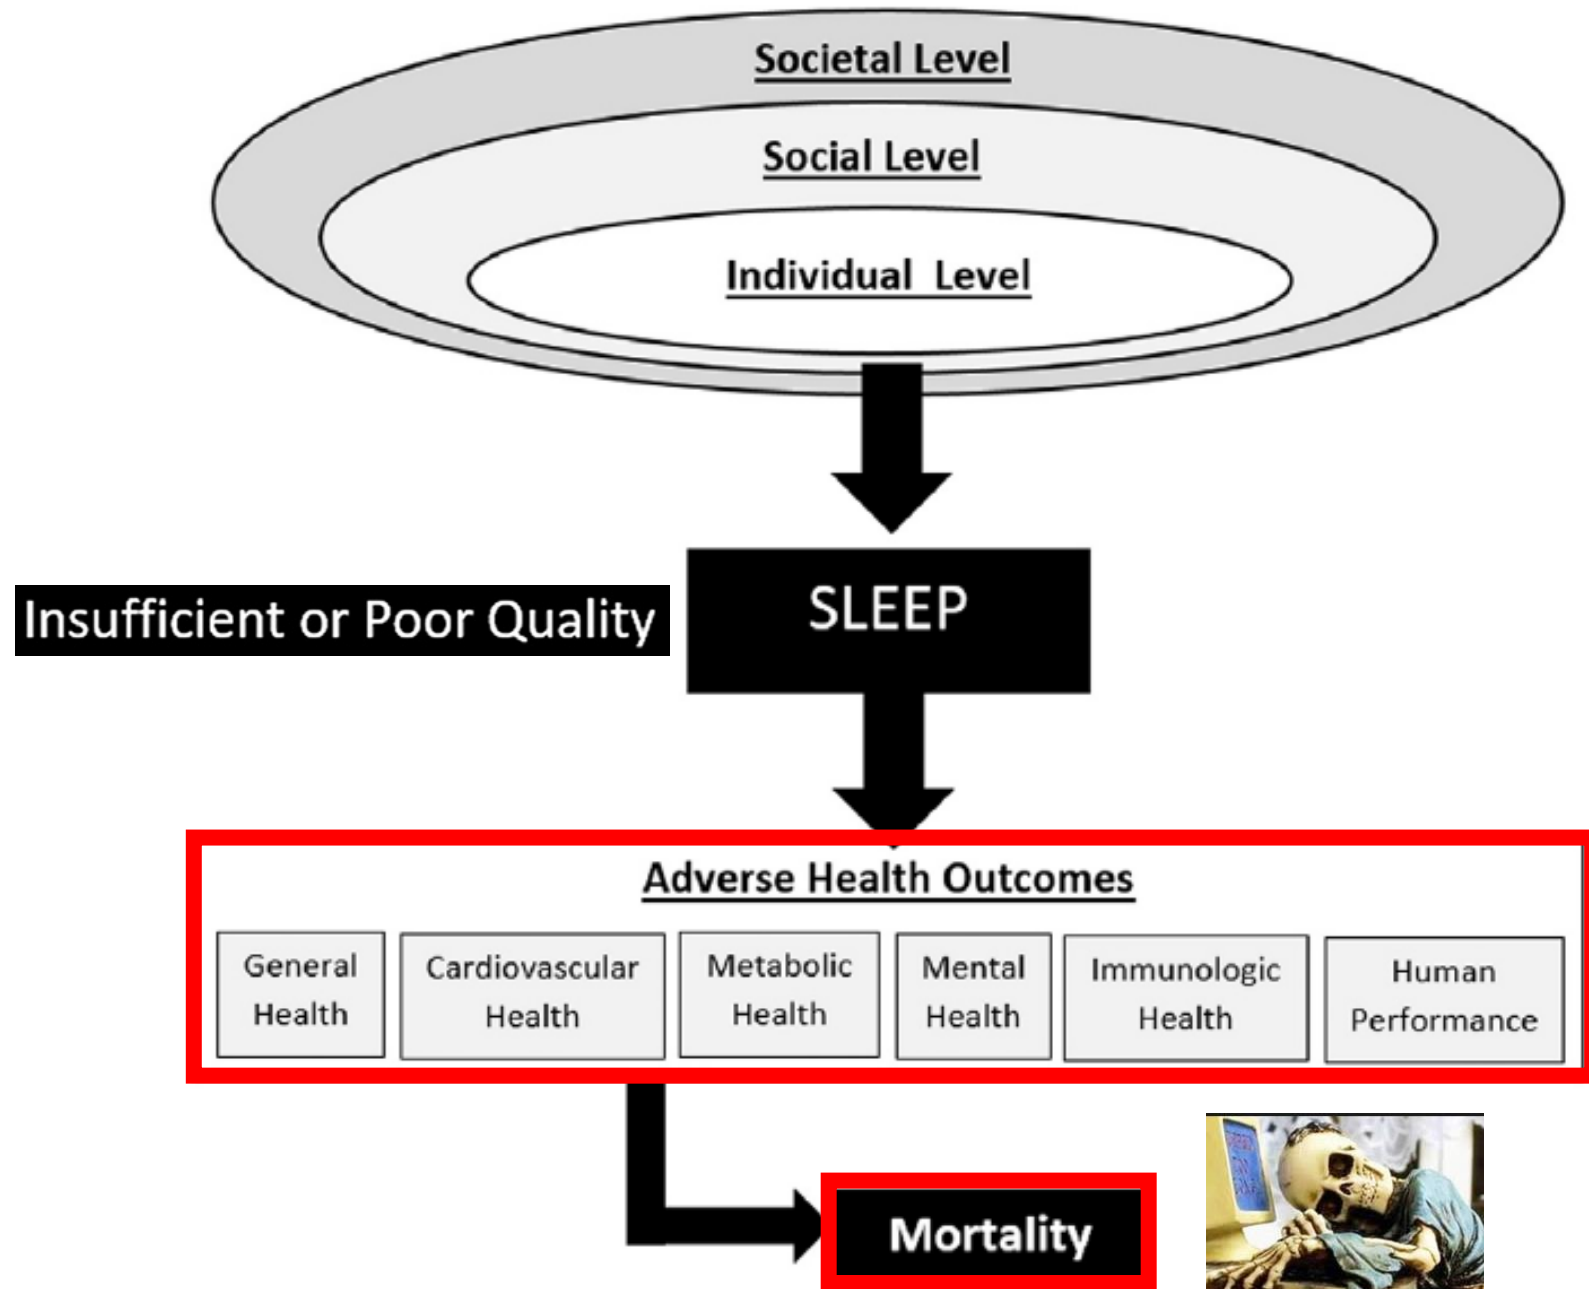 Societal Level
Social Level
Individual Level
Insufficient or Poor Quality
SLEEP
Adverse Health Outcomes
General
Health
Cardiovascular
Health
Metabolic
Health
Mental
Health
Immunologic
Health
Human
Performance
Mortality